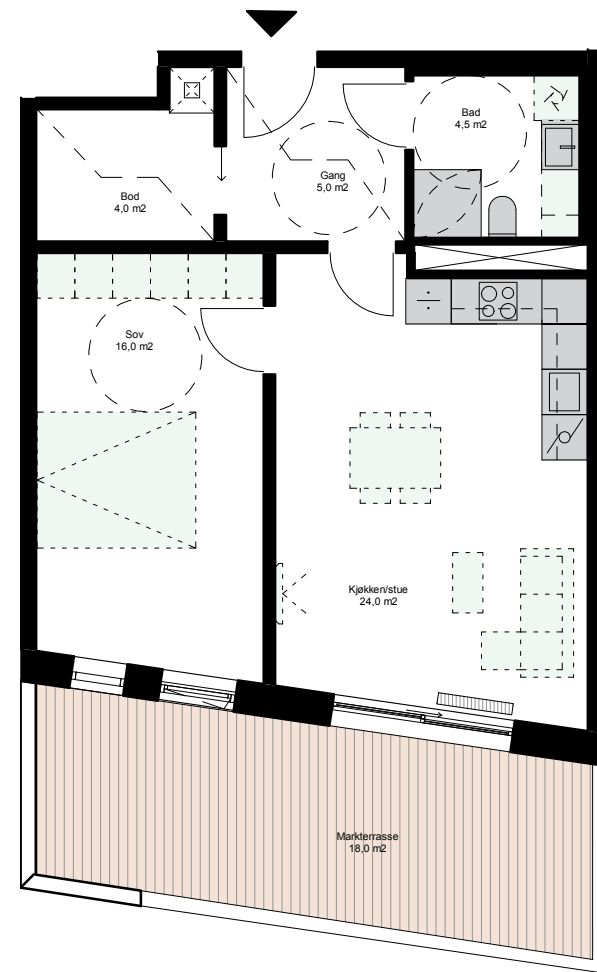 Bad
4,5 m2
Gang
5,0 m2
Bod
4,0 m2
Sov
16,0 m2
Kjøkken/stue
24,0 m2
Markterrasse
18,0 m2